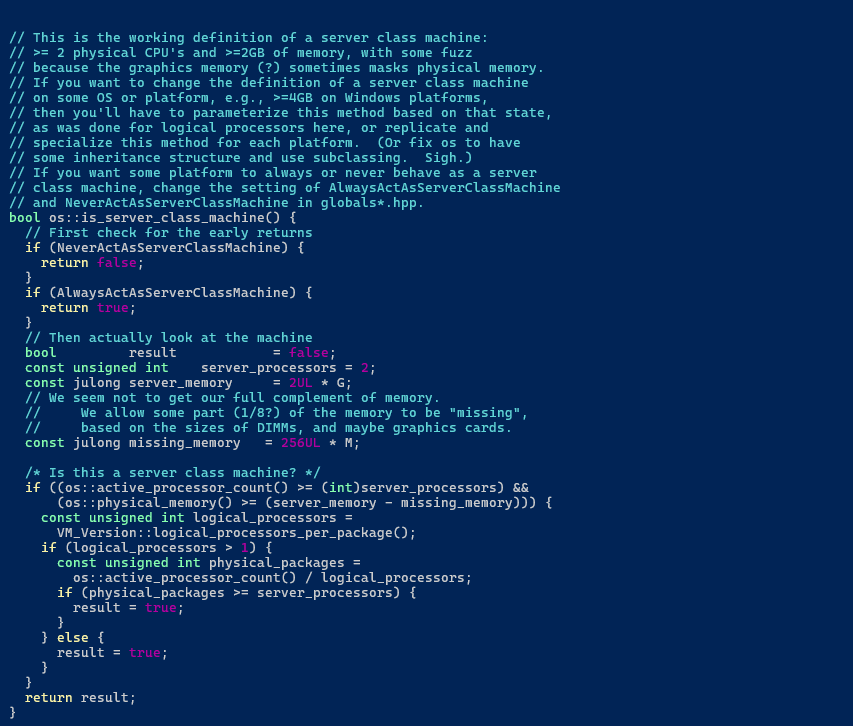 // This is the working definition of a server class machine:
// >= 2 physical CPU's and >=2GB of memory, with some fuzz
// because the graphics memory (?) sometimes masks physical memory.
// If you want to change the definition of a server class machine
// on some OS or platform, e.g., >=4GB on Windows platforms,
// then you'll have to parameterize this method based on that state,
// as was done for logical processors here, or replicate and
// specialize this method for each platform.  (Or fix os to have
// some inheritance structure and use subclassing.  Sigh.)
// If you want some platform to always or never behave as a server
// class machine, change the setting of AlwaysActAsServerClassMachine
// and NeverActAsServerClassMachine in globals*.hpp.
bool os::is_server_class_machine() {
  // First check for the early returns
  if (NeverActAsServerClassMachine) {
    return false;
  }
  if (AlwaysActAsServerClassMachine) {
    return true;
  }
  // Then actually look at the machine
  bool         result            = false;
  const unsigned int    server_processors = 2;
  const julong server_memory     = 2UL * G;
  // We seem not to get our full complement of memory.
  //     We allow some part (1/8?) of the memory to be "missing",
  //     based on the sizes of DIMMs, and maybe graphics cards.
  const julong missing_memory   = 256UL * M;

  /* Is this a server class machine? */
  if ((os::active_processor_count() >= (int)server_processors) &&
      (os::physical_memory() >= (server_memory - missing_memory))) {
    const unsigned int logical_processors =
      VM_Version::logical_processors_per_package();
    if (logical_processors > 1) {
      const unsigned int physical_packages =
        os::active_processor_count() / logical_processors;
      if (physical_packages >= server_processors) {
        result = true;
      }
    } else {
      result = true;
    }
  }
  return result;
}